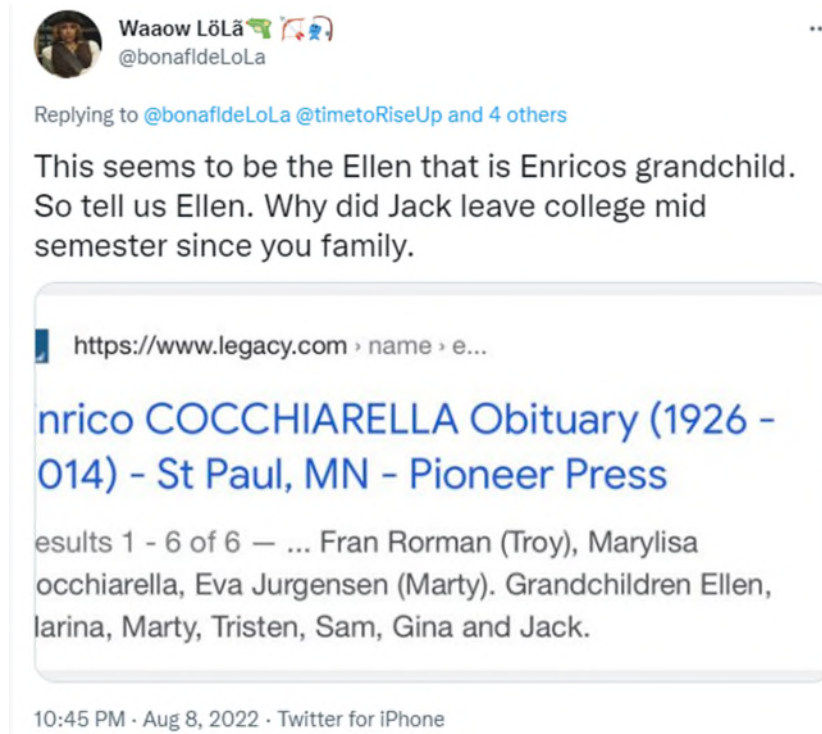 Waaow LöLã
@bonafldeLoLa
Replying to @bonafldeLoLa @timetoRiseUp and 4 others
This seems to be the Ellen that is Enricos grandchild.
So tell us Ellen. Why did Jack leave college mid
semester since you family.
https://www.legacy.com › name › e...
nrico COCCHIARELLA Obituary (1926 -
014) - St Paul, MN - Pioneer Press
esults 1 - 6 of 6 — ... Fran Rorman (Troy), Marylisa
occhiarella, Eva Jurgensen (Marty). Grandchildren Ellen,
larina, Marty, Tristen, Sam, Gina and Jack.
10:45 PM · Aug 8, 2022 · Twitter for iPhone